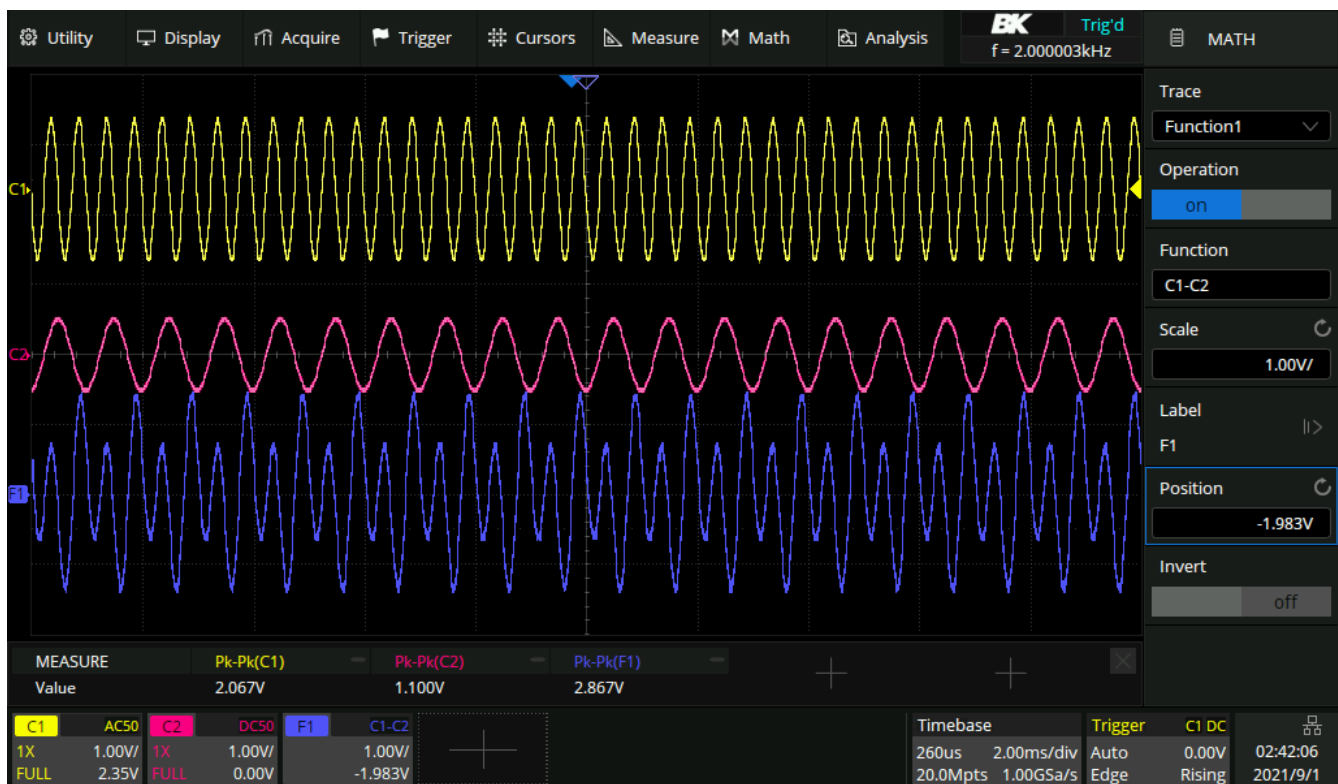 Utility Display Acquire Trigger Cursors Measure Math Analysis BK Trig'd MATH
f = 2.000003kHz
Trace
Function1
Operation
on
Function
C1-C2
Scale
1.00V/
Label
F1
Position
-1.983V
Invert
off
C1
C2
F1
MEASURE Pk-Pk(C1) Pk-Pk(C2) Pk-Pk(F1)
Value 2.067V 1.100V 2.867V
C1 AC50 C2 DC50 F1 C1-C2 Timebase Trigger C1 DC
1X 1.00V/ 1X 1.00V/ 1.00V/ 260us 2.00ms/div Auto 0.00V 02:42:06
FULL 2.35V FULL 0.00V -1.983V 20.0Mpts 1.00GSa/s Edge Rising 2021/9/1